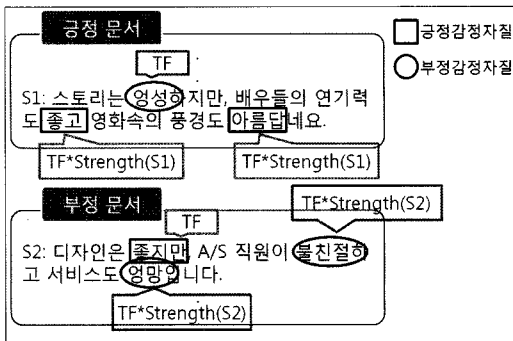 긍정 문서
긍정감정자질
부정감정자질
TF
S1: 스토리는 엉성하지만, 배우들의 연기력
도 좋고 영화속의 풍경도 아름답네요.
TF*Strength(S1)
TF*Strength(S1)
부정 문서
TF
TF*Strength(S2)
S2: 디자인은 좋지만, A/S 직원이 불친절하
고 서비스도 엉망입니다.
TF*Strength(S2)